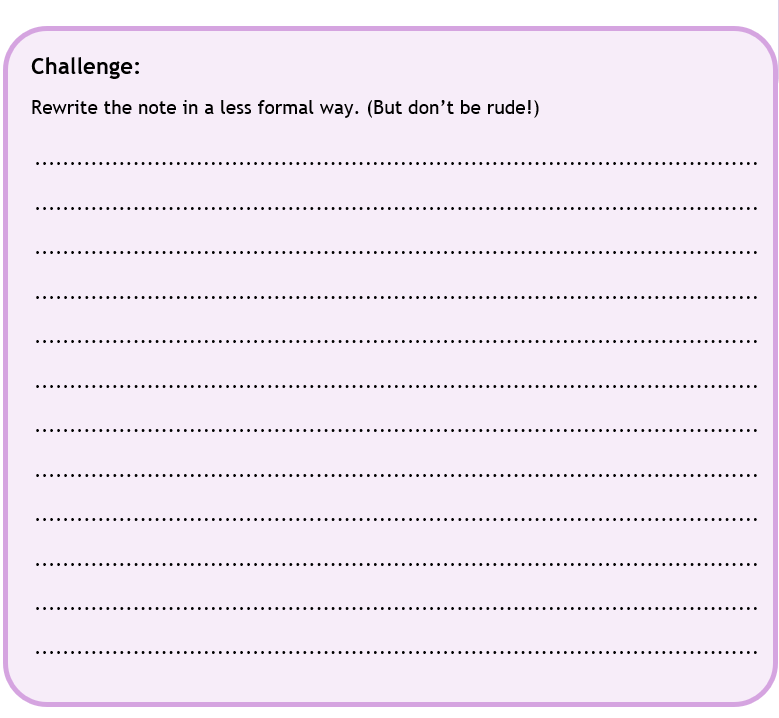 Challenge:
Rewrite the note in a less formal way. (But don’t be rude!)